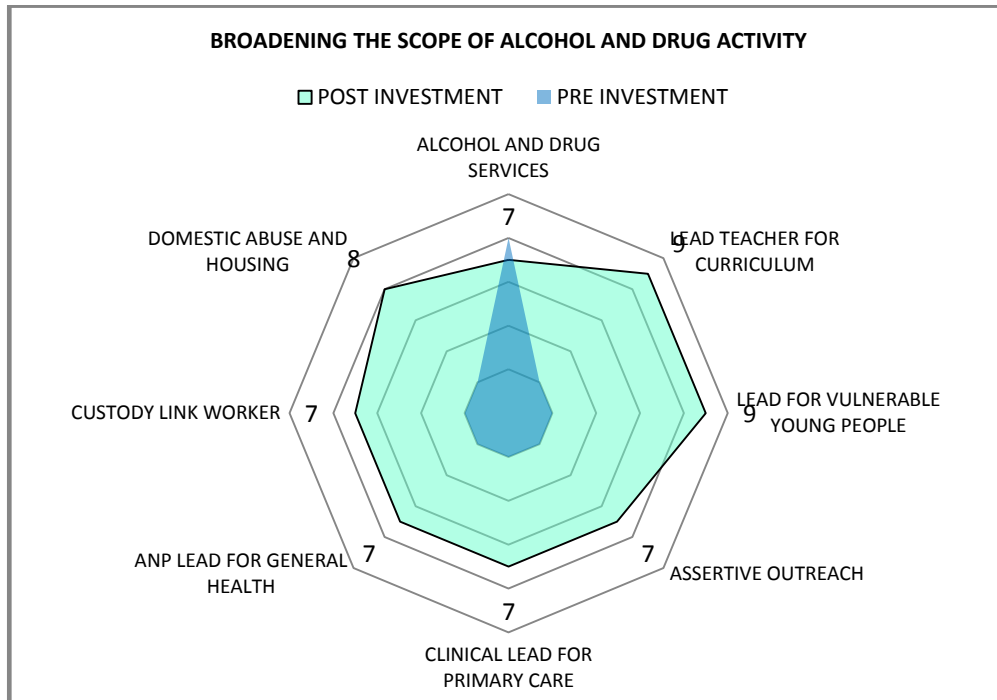 BROADENING THE SCOPE OF ALCOHOL AND DRUG ACTIVITY
POST INVESTMENT
PRE INVESTMENT
ALCOHOL AND DRUG
SERVICES
7
DOMESTIC ABUSE AND
HOUSING
8
9
LEAD TEACHER FOR
CURRICULUM
CUSTODY LINK WORKER
7
9
LEAD FOR VULNERABLE
YOUNG PEOPLE
ANP LEAD FOR GENERAL
HEALTH
7
7
ASSERTIVE OUTREACH
7
CLINICAL LEAD FOR
PRIMARY CARE